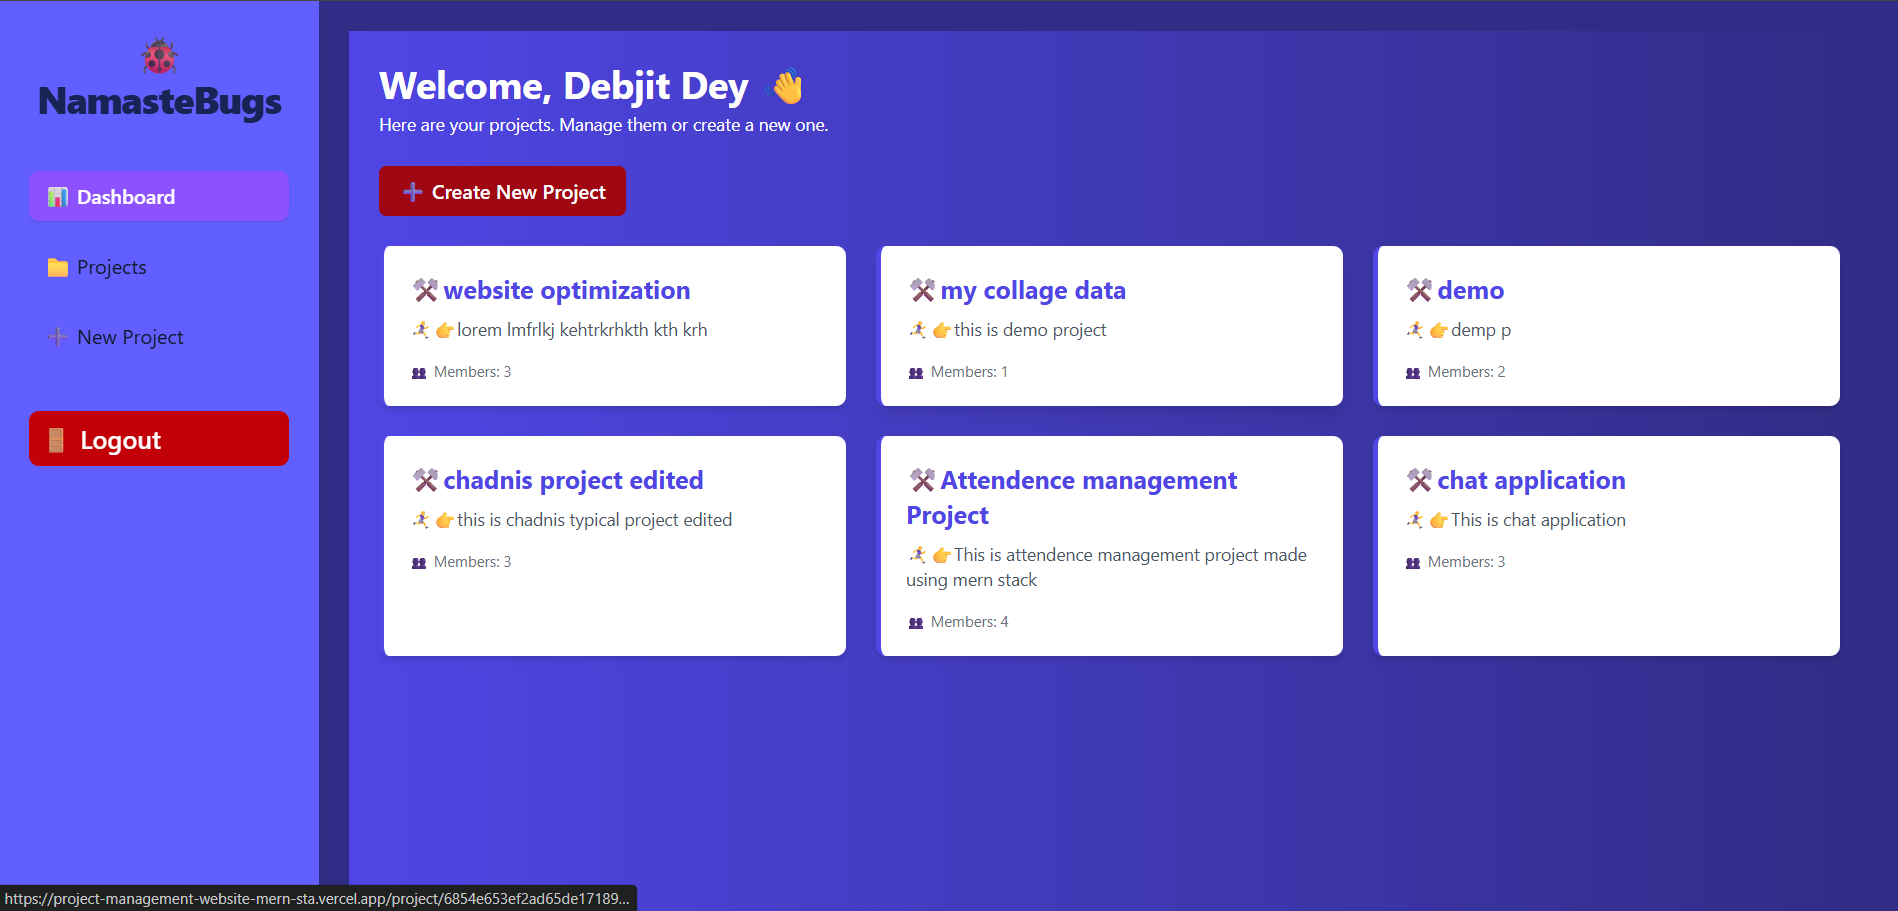 NamasteBugs
Dashboard
Projects
New Project
Logout
Welcome, Debjit Dey
Here are your projects. Manage them or create a new one.
Create New Project
website optimization
lorem lmfrlkj kehtrkrhkth kth krh
Members: 3
my collage data
this is demo project
Members: 1
demo
demp p
Members: 2
chadnis project edited
this is chadnis typical project edited
Members: 3
Attendence management
Project
This is attendence management project made
using mern stack
Members: 4
chat application
This is chat application
Members: 3
https://project-management-website-mern-sta.vercel.app/project/6854e653ef2ad65de17189...